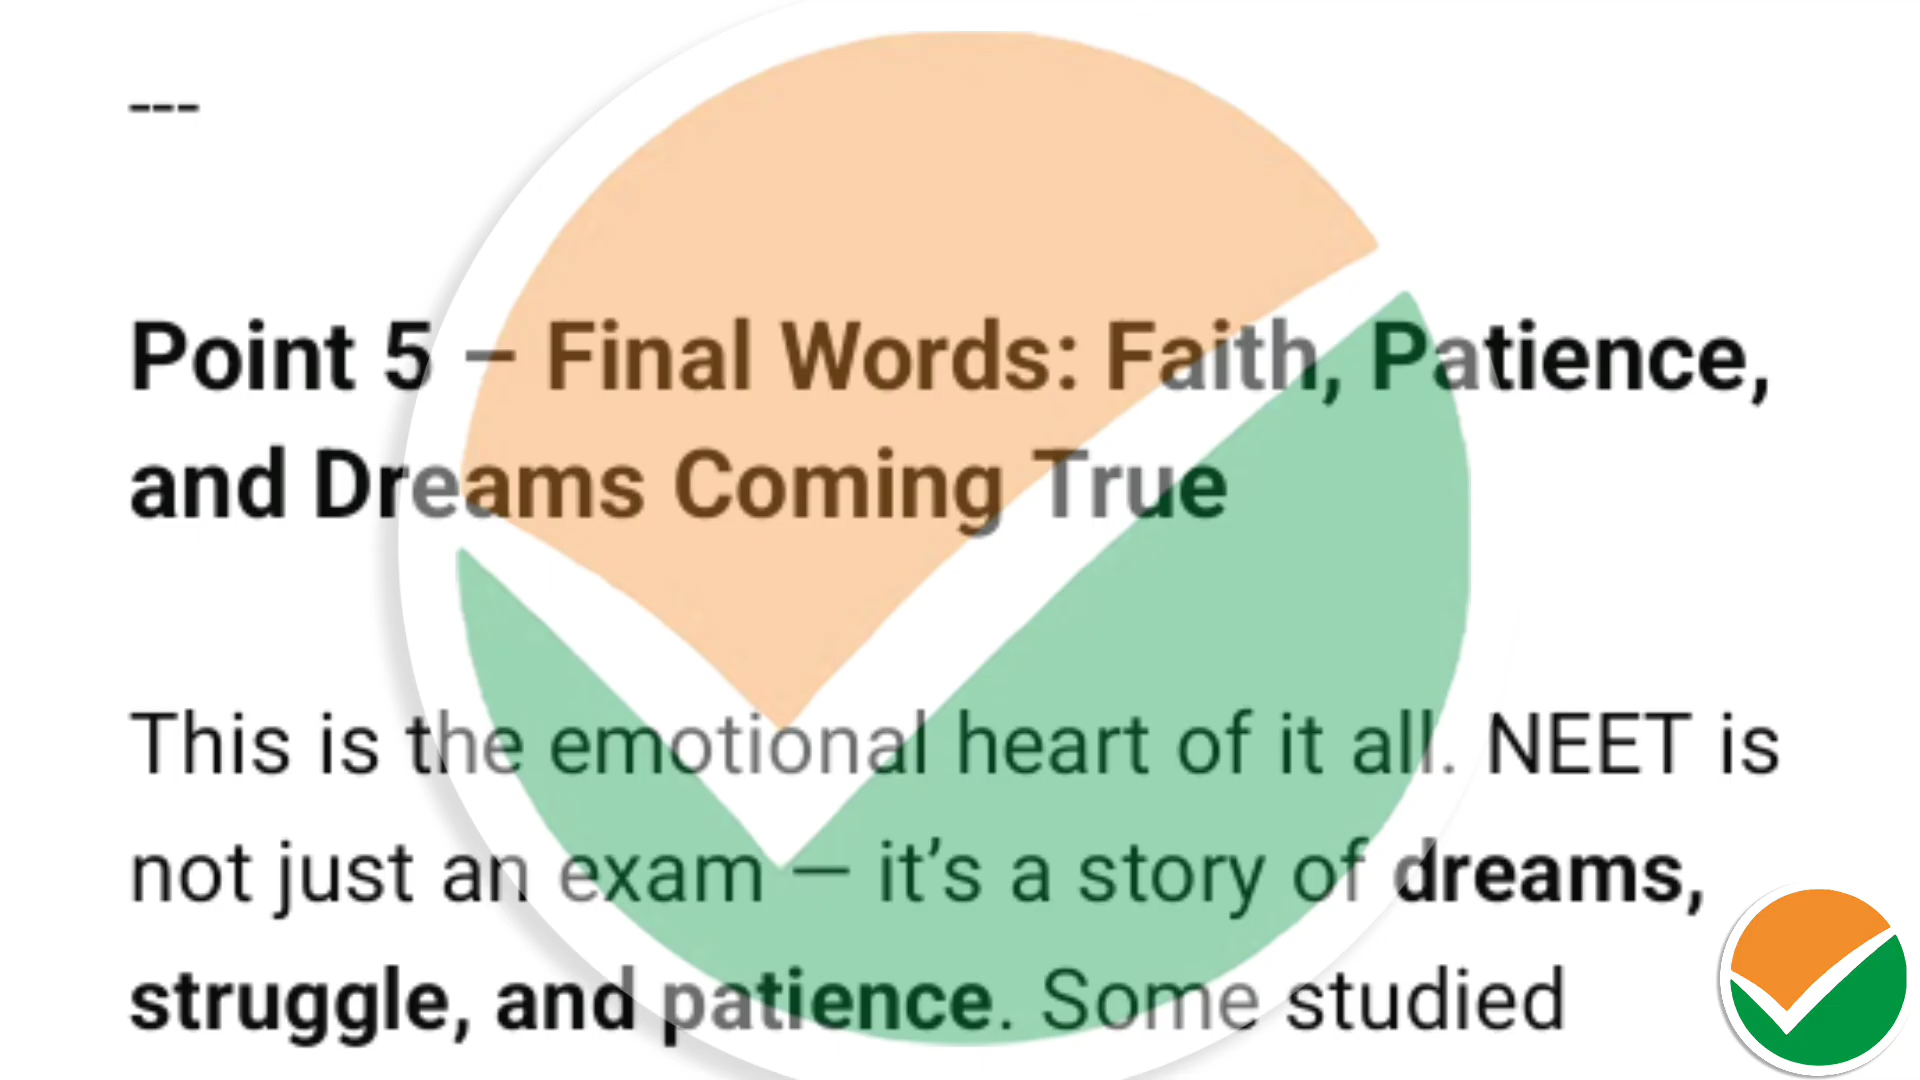 ---
Point 5 – Final Words: Faith, Patience,
and Dreams Coming True
This is the emotional heart of it all. NEET is
not just an exam — it’s a story of dreams,
struggle, and patience. Some studied